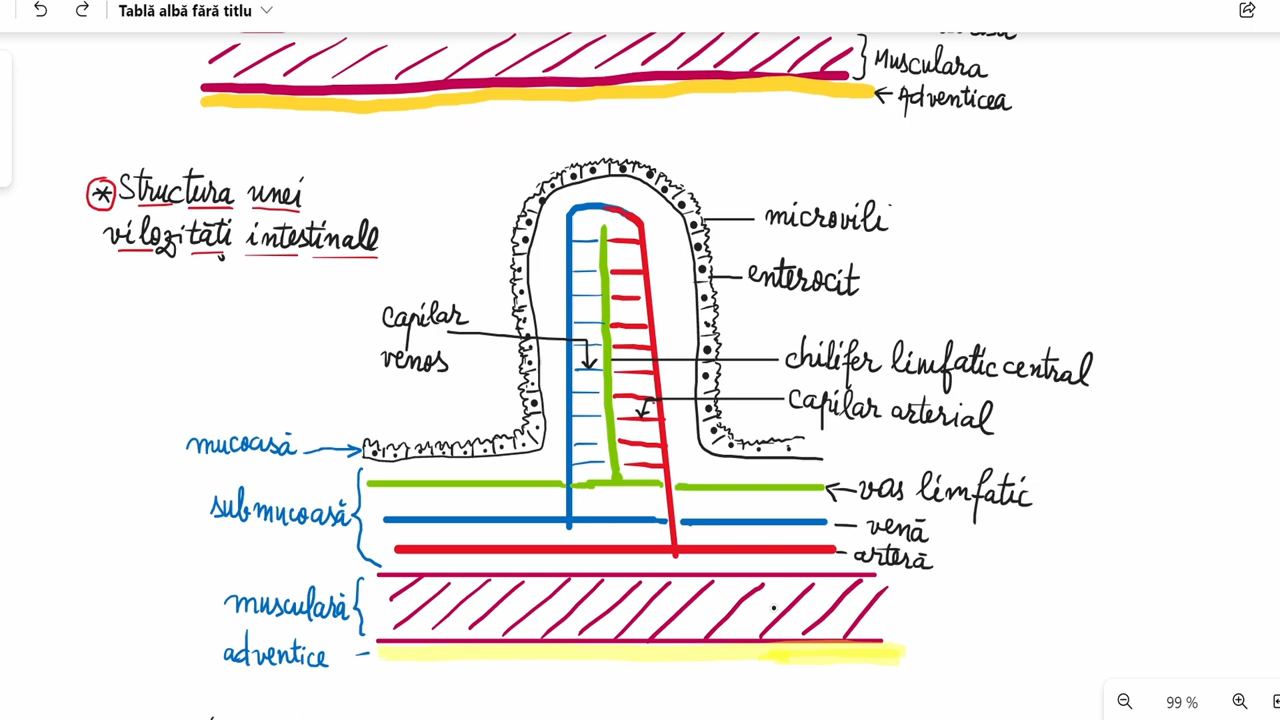 Tablă albă fără titlu
Musculara
← Adventicea
* Structura unei
vilozități intestinale
microvili
enterocit
capilar
venos
chilifer limfatic central
capilar arterial
mucoasă
submucoasă
vas limfatic
venă
arteră
musculară
adventice
99 %